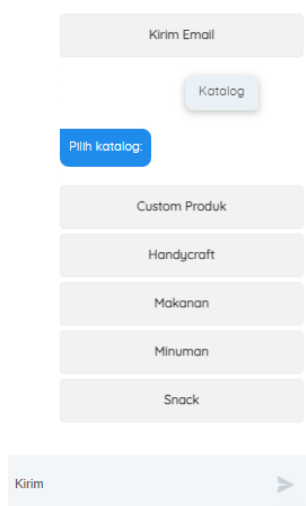 Kirim Email
Katalog
Pilih katalog:
Custom Produk
Handycraft
Makanan
Minuman
Snack
Kirim